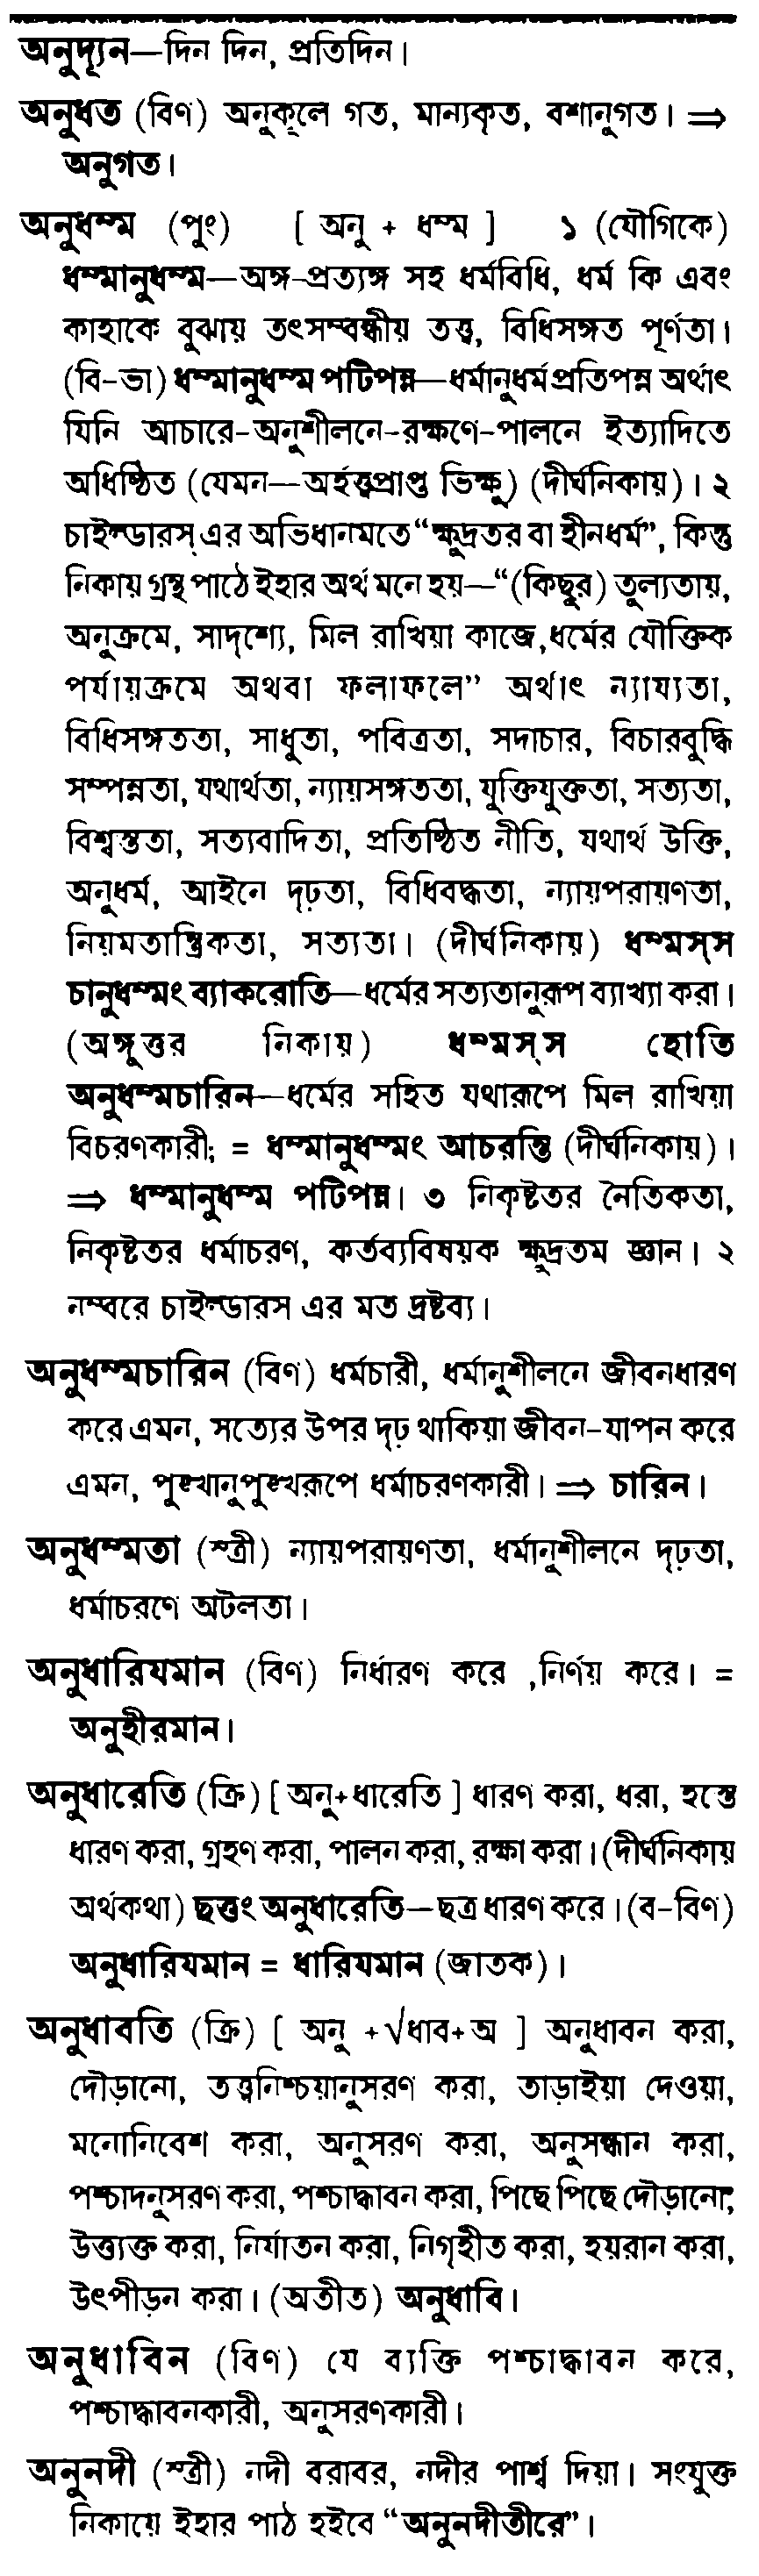 অনুদ্যূন—দিন দিন, প্রতিদিন।
অনুধত (বিণ) অনুকূলে গত, মান্যকৃত, বশানুগত। ⇒
অনুগত।
অনুধম্ম (পুং) [ অনু + ধম্ম ] ১ (যৌগিকে)
ধম্মানুধম্ম—অঙ্গ-প্রত্যঙ্গ সহ ধর্মবিধি, ধর্ম কি এবং
কাহাকে বুঝায় তৎসম্বন্ধীয় তত্ত্ব, বিধিসঙ্গত পূর্ণতা।
(বি-ভা) ধম্মানুধম্ম পটিপন্ন—ধর্মানুধর্ম প্রতিপন্ন অর্থাৎ
যিনি আচারে-অনুশীলনে-রক্ষণে-পালনে ইত্যাদিতে
অধিষ্ঠিত (যেমন—অর্হত্ত্বপ্রাপ্ত ভিক্ষু) (দীর্ঘনিকায়)। ২
চাইল্ডারস্ এর অভিধানমতে “ক্ষুদ্রতর বা হীনধর্ম”, কিন্তু
নিকায় গ্রন্থ পাঠে ইহার অর্থ মনে হয়—“(কিছুর) তুল্যতায়,
অনুক্রমে, সাদৃশ্যে, মিল রাখিয়া কাজে,ধর্মের যৌক্তিক
পর্যায়ক্রমে অথবা ফলাফলে” অর্থাৎ ন্যায্যতা,
বিধিসঙ্গততা, সাধুতা, পবিত্রতা, সদাচার, বিচারবুদ্ধি
সম্পন্নতা, যথার্থতা, ন্যায়সঙ্গততা, যুক্তিযুক্ততা, সত্যতা,
বিশ্বস্ততা, সত্যবাদিতা, প্রতিষ্ঠিত নীতি, যথার্থ উক্তি,
অনুধর্ম, আইনে দৃঢ়তা, বিধিবদ্ধতা, ন্যায়পরায়ণতা,
নিয়মতান্ত্রিকতা, সত্যতা। (দীর্ঘনিকায়) ধম্মস্স
চানুধম্মং ব্যাকরোতি—ধর্মের সত্যতানুরূপ ব্যাখ্যা করা।
(অঙ্গুত্তর নিকায়) ধম্মস্স হোতি
অনুধম্মচারিন—ধর্মের সহিত যথারূপে মিল রাখিয়া
বিচরণকারী; = ধম্মানুধম্মং আচরন্তি (দীর্ঘনিকায়)।
⇒ ধম্মানুধম্ম পটিপন্ন। ৩ নিকৃষ্টতর নৈতিকতা,
নিকৃষ্টতর ধর্মাচরণ, কর্তব্যবিষয়ক ক্ষুদ্রতম জ্ঞান। ২
নম্বরে চাইল্ডারস এর মত দ্রষ্টব্য।
অনুধম্মচারিন (বিণ) ধর্মচারী, ধর্মানুশীলনে জীবনধারণ
করে এমন, সত্যের উপর দৃঢ় থাকিয়া জীবন-যাপন করে
এমন, পুঙ্খানুপুঙ্খরূপে ধর্মাচরণকারী। ⇒ চারিন।
অনুধম্মতা (স্ত্রী) ন্যায়পরায়ণতা, ধর্মানুশীলনে দৃঢ়তা,
ধর্মাচরণে অটলতা।
অনুধারিযমান (বিণ) নির্ধারণ করে ,নির্ণয় করে। =
অনুহীরমান।
অনুধারেতি (ক্রি) [ অনু+ধারেতি ] ধারণ করা, ধরা, হস্তে
ধারণ করা, গ্রহণ করা, পালন করা, রক্ষা করা। (দীর্ঘনিকায়
অর্থকথা) ছত্তং অনুধারেতি—ছত্র ধারণ করে। (ব-বিণ)
অনুধারিযমান = ধারিযমান (জাতক)।
অনুধাবতি (ক্রি) [ অনু +√ধাব+অ ] অনুধাবন করা,
দৌড়ানো, তত্ত্বনিশ্চয়ানুসরণ করা, তাড়াইয়া দেওয়া,
মনোনিবেশ করা, অনুসরণ করা, অনুসন্ধান করা,
পশ্চাদনুসরণ করা, পশ্চাদ্ধাবন করা, পিছে পিছে দৌড়ানো,
উত্ত্যক্ত করা, নির্যাতন করা, নিগৃহীত করা, হয়রান করা,
উৎপীড়ন করা। (অতীত) অনুধাবি।
অনুধাবিন (বিণ) যে ব্যক্তি পশ্চাদ্ধাবন করে,
পশ্চাদ্ধাবনকারী, অনুসরণকারী।
অনুনদী (স্ত্রী) নদী বরাবর, নদীর পার্শ্ব দিয়া। সংযুক্ত
নিকায়ে ইহার পাঠ হইবে “অনুনদীতীরে”।